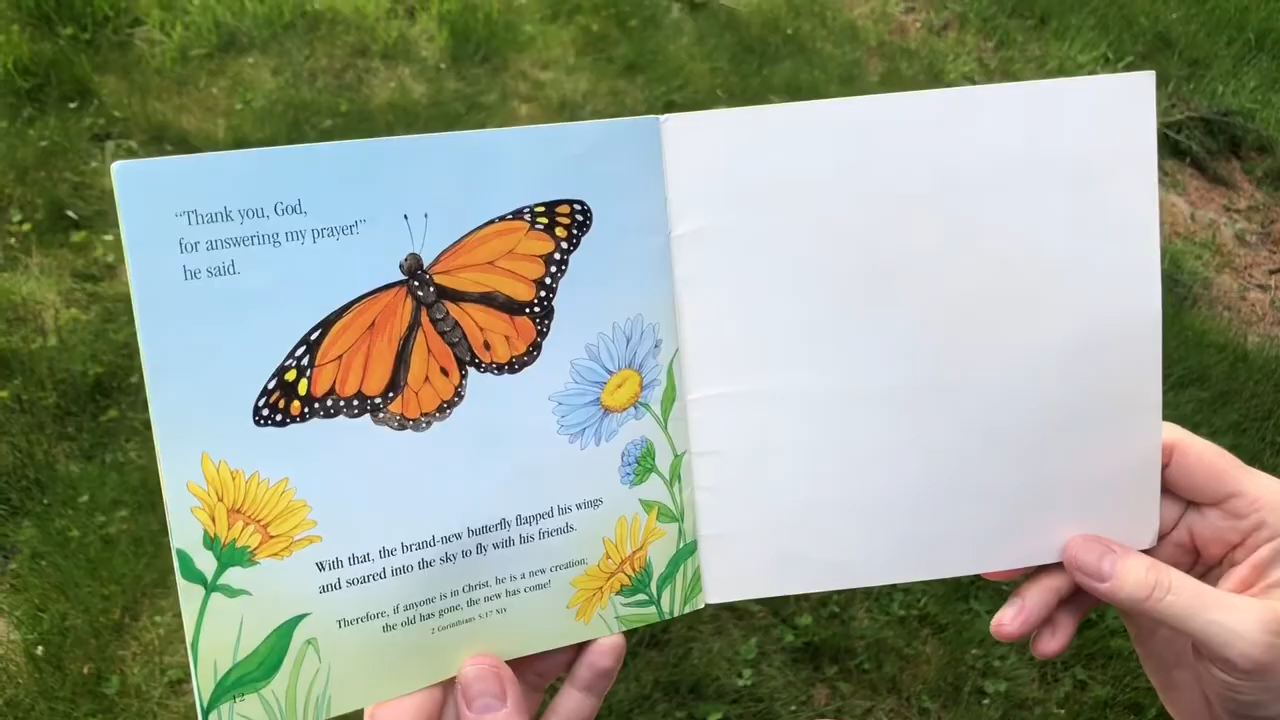 “Thank you, God,
for answering my prayer!”
he said.
With that, the brand-new butterfly flapped his wings
and soared into the sky to fly with his friends.
Therefore, if anyone is in Christ, he is a new creation;
the old has gone, the new has come!
2 Corinthians 5:17 NIV
12